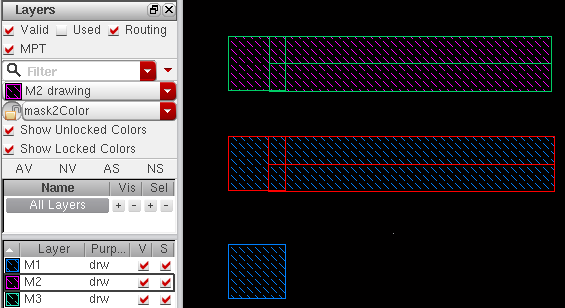 Layers
Valid Used Routing
MPT
Filter
M2 drawing
mask2Color
Show Unlocked Colors
Show Locked Colors
AV NV AS NS
Name Vis Sel
All Layers + - + -
Layer Purp... V S
M1 drw
M2 drw
M3 drw